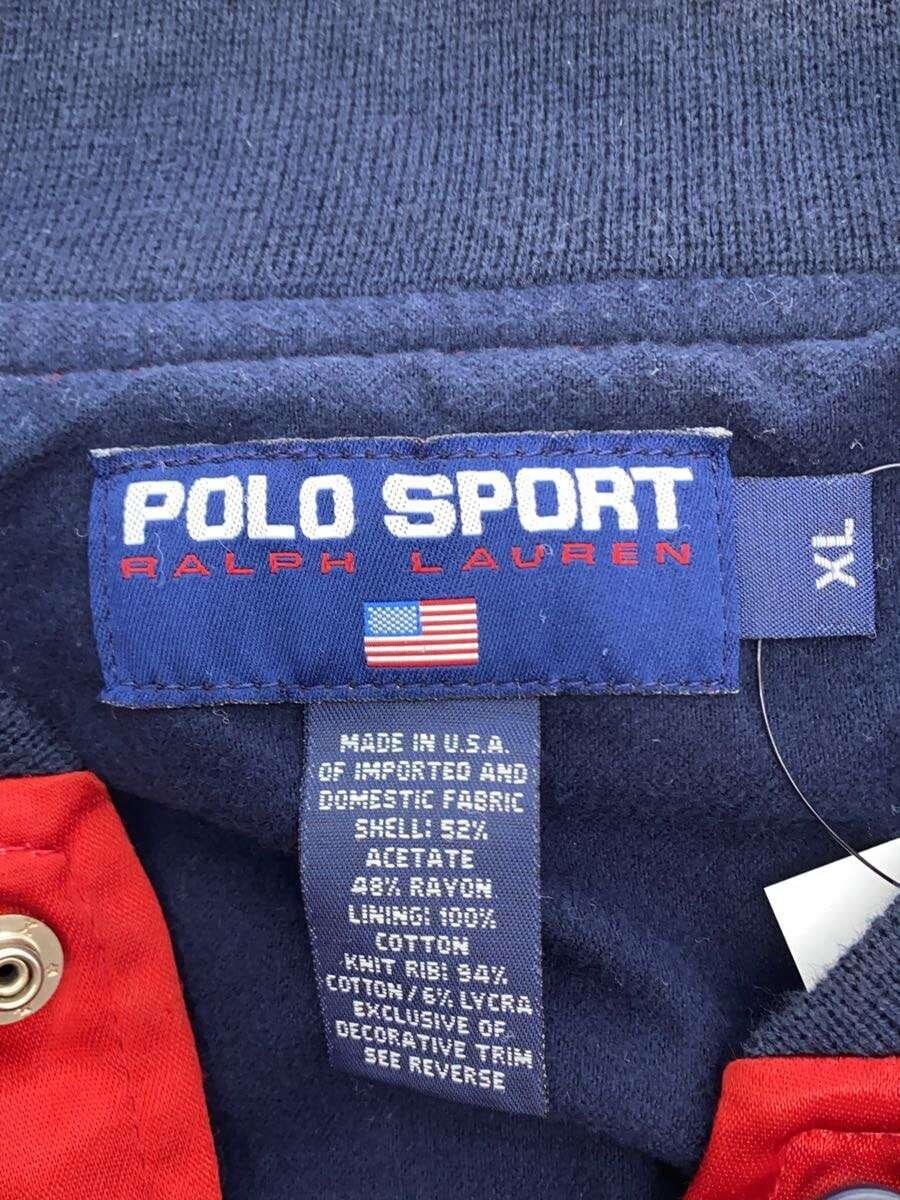 POLO SPORT
RALPH LAUREN
XL
MADE IN U.S.A.
OF IMPORTED AND
DOMESTIC FABRIC
SHELL: 52%
ACETATE
48% RAYON
LINING: 100%
COTTON
KNIT RIB: 94%
COTTON/6% LYCRA
EXCLUSIVE OF
DECORATIVE TRIM
SEE REVERSE